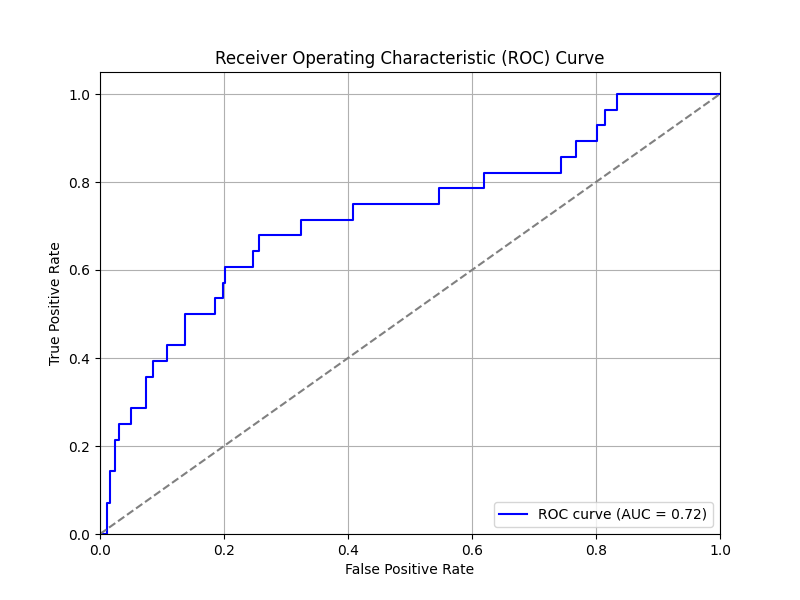 Receiver Operating Characteristic (ROC) Curve
1.0
0.8
0.6
0.4
0.2
0.0
True Positive Rate
ROC curve (AUC = 0.72)
0.0 0.2 0.4 0.6 0.8 1.0
False Positive Rate